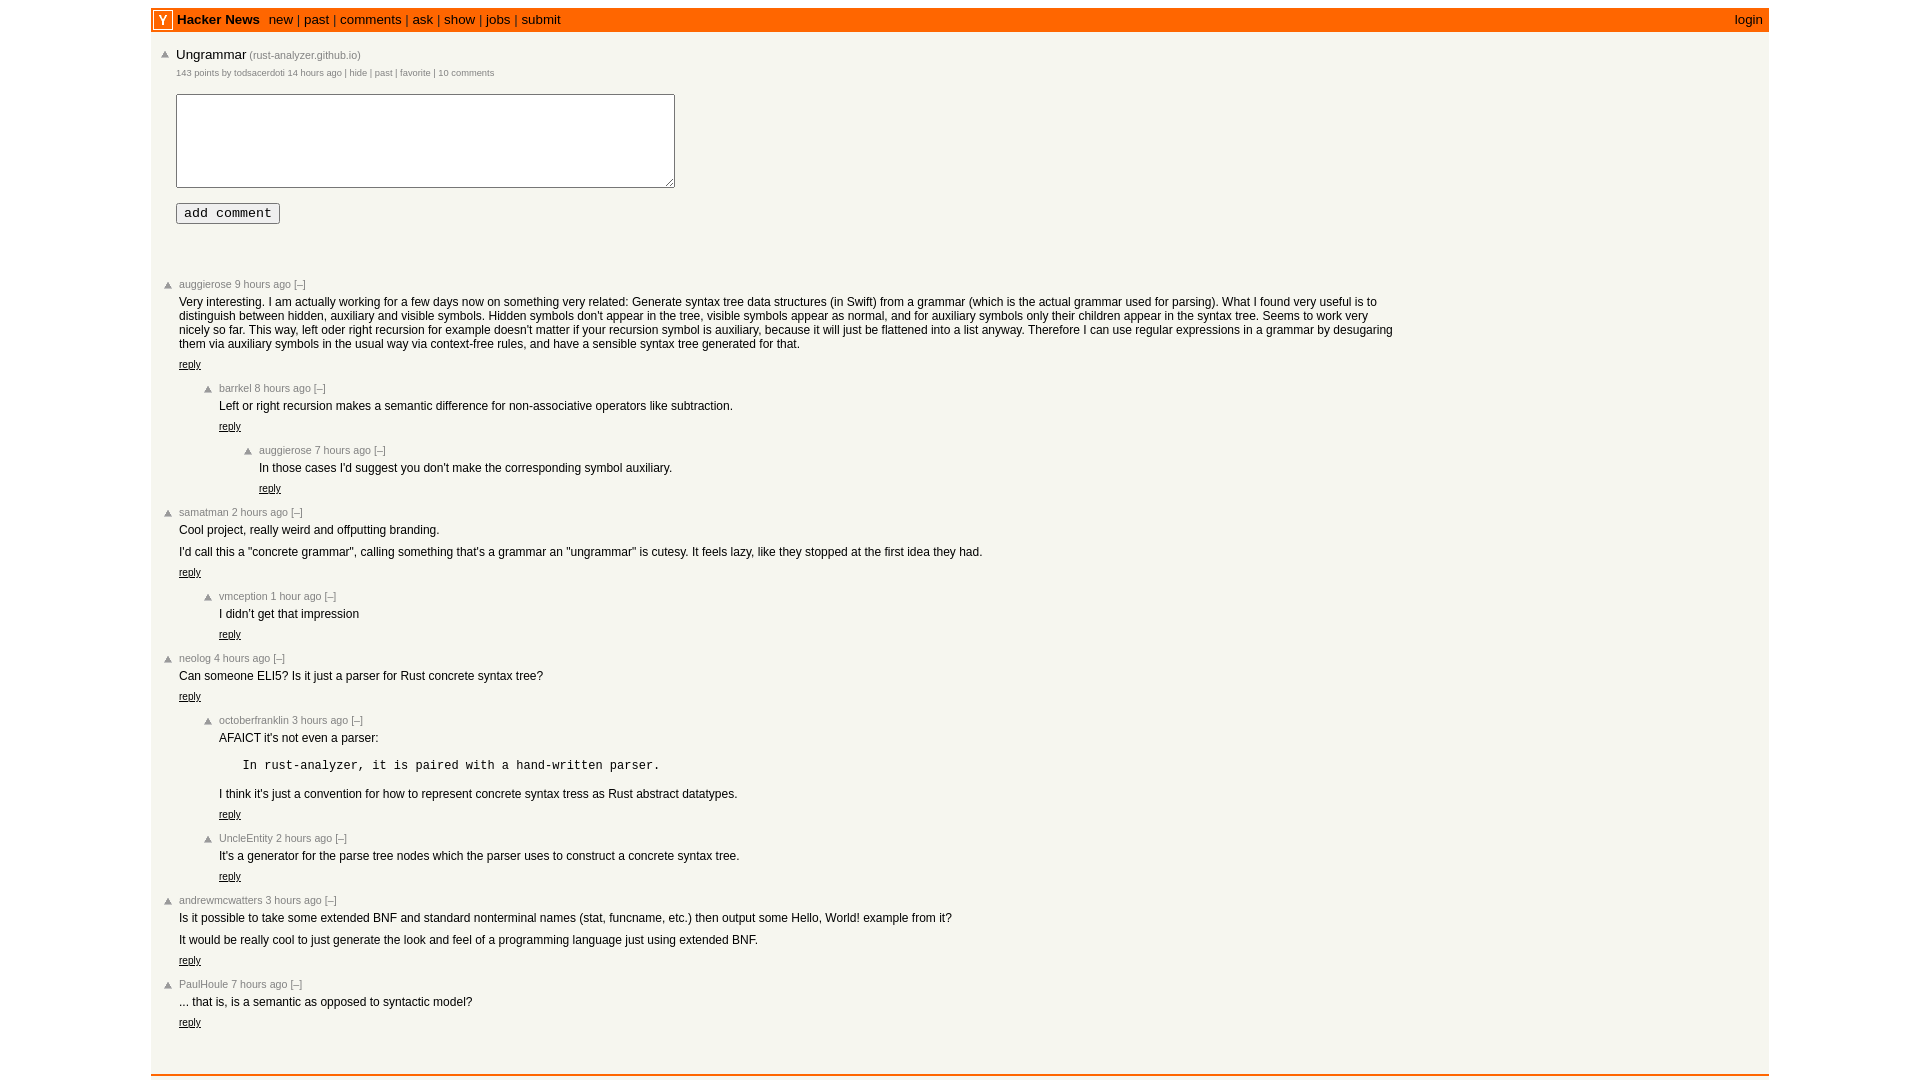 Y Hacker News new | past | comments | ask | show | jobs | submit login
Ungrammar (rust-analyzer.github.io)
143 points by todsacerdoti 14 hours ago | hide | past | favorite | 10 comments
add comment
auggierose 9 hours ago [–]
Very interesting. I am actually working for a few days now on something very related: Generate syntax tree data structures (in Swift) from a grammar (which is the actual grammar used for parsing). What I found very useful is to
distinguish between hidden, auxiliary and visible symbols. Hidden symbols don't appear in the tree, visible symbols appear as normal, and for auxiliary symbols only their children appear in the syntax tree. Seems to work very
nicely so far. This way, left oder right recursion for example doesn't matter if your recursion symbol is auxiliary, because it will just be flattened into a list anyway. Therefore I can use regular expressions in a grammar by desugaring
them via auxiliary symbols in the usual way via context-free rules, and have a sensible syntax tree generated for that.
reply
barrkel 8 hours ago [–]
Left or right recursion makes a semantic difference for non-associative operators like subtraction.
reply
auggierose 7 hours ago [–]
In those cases I'd suggest you don't make the corresponding symbol auxiliary.
reply
samatman 2 hours ago [–]
Cool project, really weird and offputting branding.
I'd call this a "concrete grammar", calling something that's a grammar an "ungrammar" is cutesy. It feels lazy, like they stopped at the first idea they had.
reply
vmception 1 hour ago [–]
I didn't get that impression
reply
neolog 4 hours ago [–]
Can someone ELI5? Is it just a parser for Rust concrete syntax tree?
reply
octoberfranklin 3 hours ago [–]
AFAICT it's not even a parser:
In rust-analyzer, it is paired with a hand-written parser.
I think it's just a convention for how to represent concrete syntax tress as Rust abstract datatypes.
reply
UncleEntity 2 hours ago [–]
It's a generator for the parse tree nodes which the parser uses to construct a concrete syntax tree.
reply
andrewmcwatters 3 hours ago [–]
Is it possible to take some extended BNF and standard nonterminal names (stat, funcname, etc.) then output some Hello, World! example from it?
It would be really cool to just generate the look and feel of a programming language just using extended BNF.
reply
PaulHoule 7 hours ago [–]
... that is, is a semantic as opposed to syntactic model?
reply